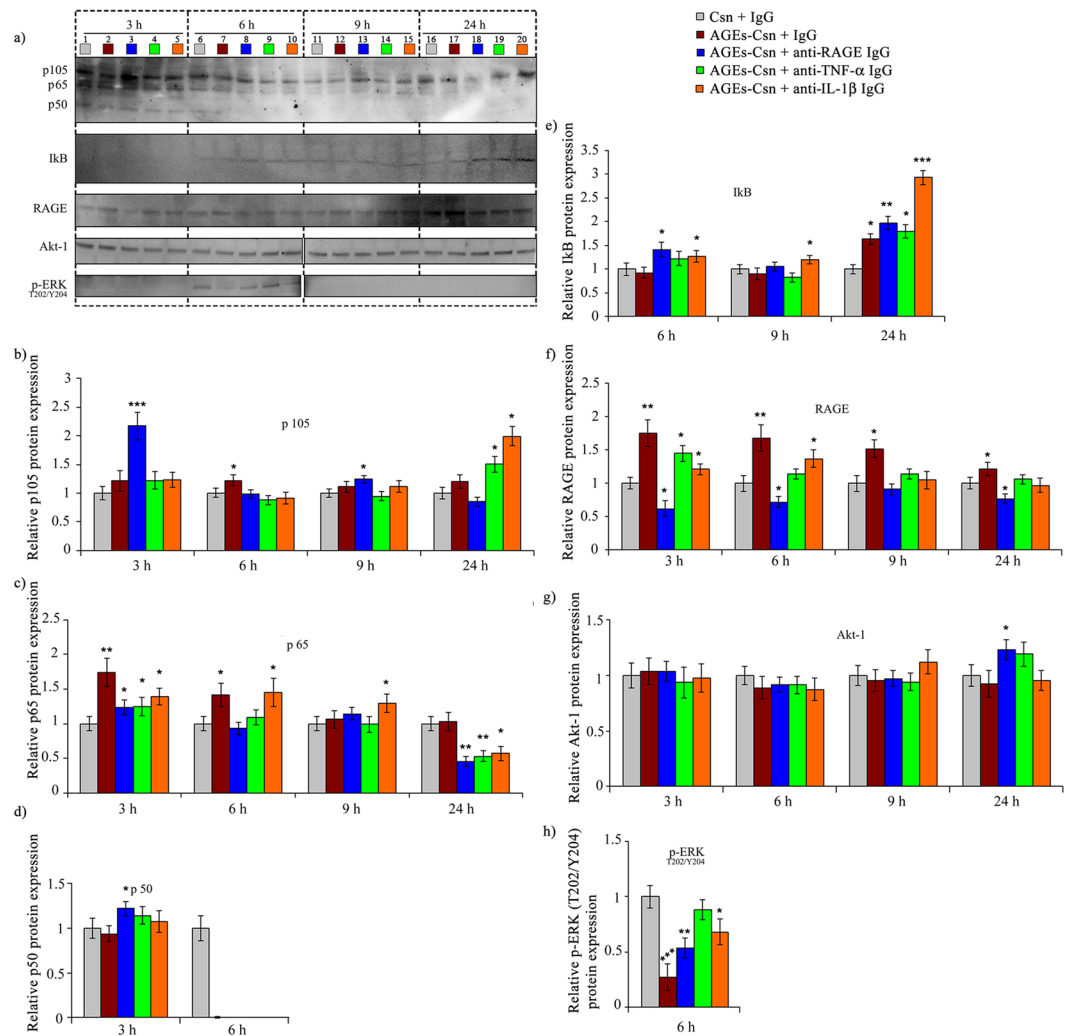 a)
3 h 6 h 9 h 24 h
1 2 3 4 5 6 7 8 9 10 11 12 13 14 15 16 17 18 19 20
p105
p65
p50
IkB
RAGE
Akt-1
p-ERK
T202/Y204
Csn + IgG
AGEs-Csn + IgG
AGEs-Csn + anti-RAGE IgG
AGEs-Csn + anti-TNF-α IgG
AGEs-Csn + anti-IL-1β IgG
e)
Relative IkB protein expression
IkB
3.5
3
2.5
2
1.5
1
0.5
0
* * * * ** * ***
6 h 9 h 24 h
b)
Relative p105 protein expression
p 105
3
2.5
2
1.5
1
0.5
0
*** * * * *
3 h 6 h 9 h 24 h
f)
Relative RAGE protein expression
RAGE
2.5
2
1.5
1
0.5
0
** * * * ** * * * * *
3 h 6 h 9 h 24 h
c)
Relative p65 protein expression
p 65
2.5
2
1.5
1
0.5
0
** * * * * * * ** ** *
3 h 6 h 9 h 24 h
g)
Relative Akt-1 protein expression
Akt-1
1.5
1
0.5
0
*
3 h 6 h 9 h 24 h
d)
Relative p50 protein expression
* p 50
1.5
1
0.5
0
3 h 6 h
h)
Relative p-ERK (T202/Y204)
protein expression
p-ERK
T202/Y204
1.5
1
0.5
0
*** ** *
6 h